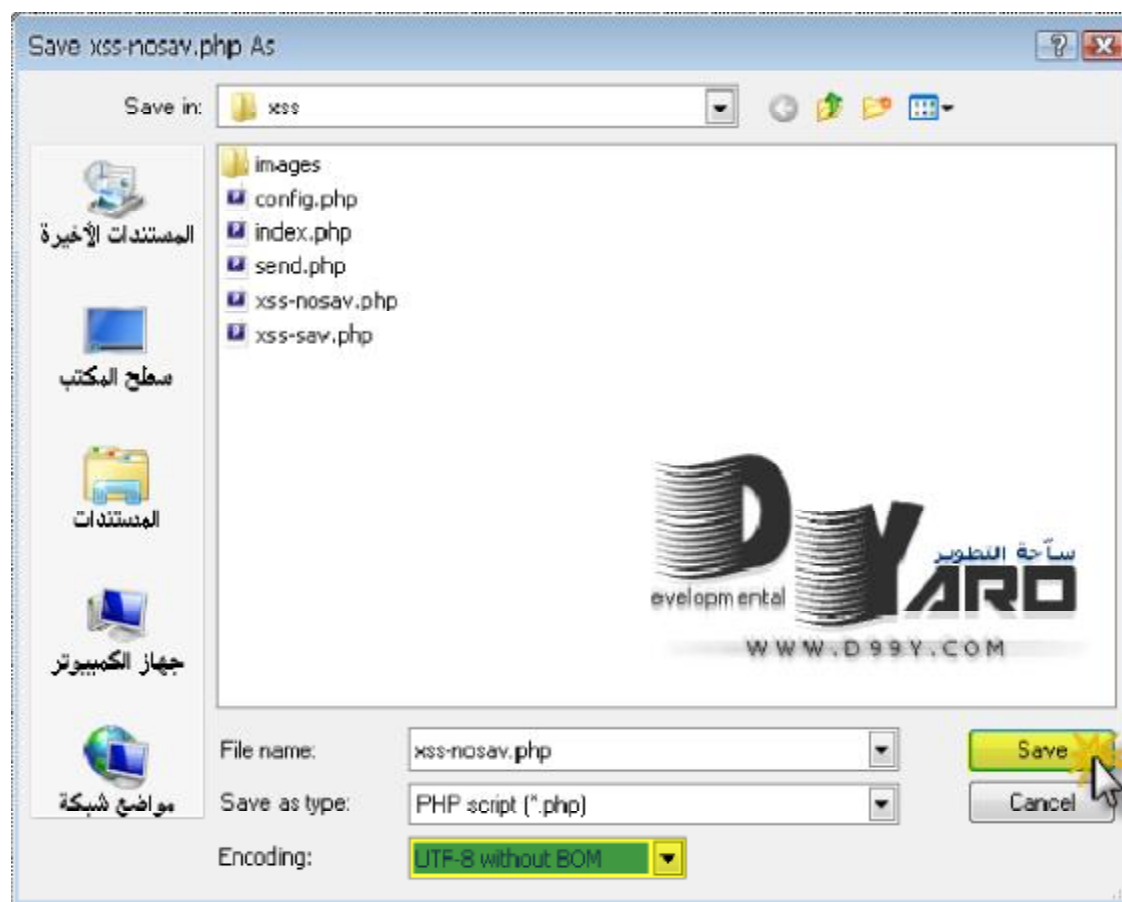 Save xss-nosav.php As
Save in: xss
images
config.php
index.php
send.php
xss-nosav.php
xss-sav.php
المستندات الأخيرة
سطح المكتب
المستندات
جهاز الكمبيوتر
مواضع شبكة
سآحة التطوير
D YARD
evelopmental
WWW.D99Y.COM
File name: xss-nosav.php
Save
Save as type: PHP script (*.php)
Cancel
Encoding: UTF-8 without BOM